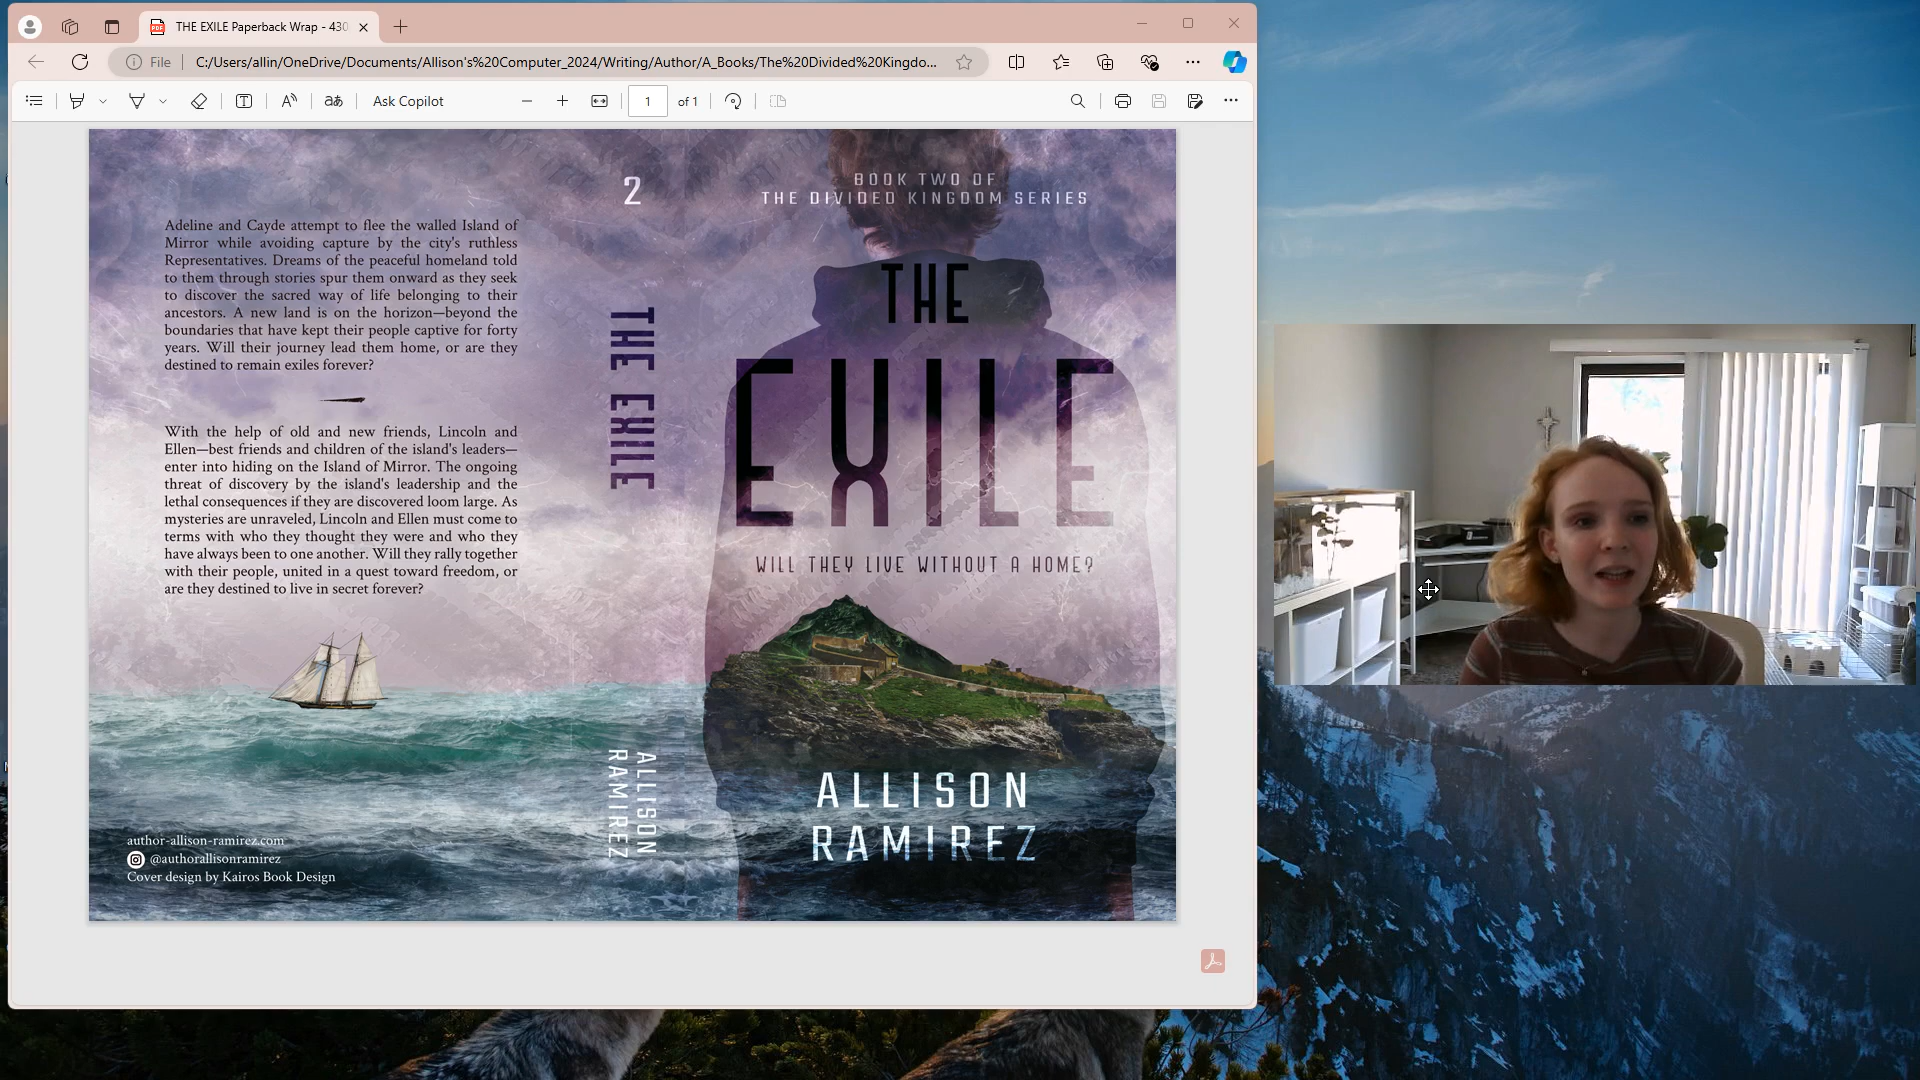 THE EXILE Paperback Wrap - 430
File
C:/Users/allin/OneDrive/Documents/Allison's%20Computer_2024/Writing/Author/A_Books/The%20Divided%20Kingdo...
Ask Copilot
1
of 1
Adeline and Cayde attempt to flee the walled Island of
Mirror while avoiding capture by the city's ruthless
Representatives. Dreams of the peaceful homeland told
to them through stories spur them onward as they seek
to discover the sacred way of life belonging to their
ancestors. A new land is on the horizon—beyond the
boundaries that have kept their people captive for forty
years. Will their journey lead them home, or are they
destined to remain exiles forever?
With the help of old and new friends, Lincoln and
Ellen—best friends and children of the island's leaders—
enter into hiding on the Island of Mirror. The ongoing
threat of discovery by the island's leadership and the
lethal consequences if they are discovered loom large. As
mysteries are unraveled, Lincoln and Ellen must come to
terms with who they thought they were and who they
have always been to one another. Will they rally together
with their people, united in a quest toward freedom, or
are they destined to live in secret forever?
author-allison-ramirez.com
@authorallisonramirez
Cover design by Kairos Book Design
2
THE EXILE
ALLISON
RAMIREZ
BOOK TWO OF
THE DIVIDED KINGDOM SERIES
THE
EXILE
WILL THEY LIVE WITHOUT A HOME?
ALLISON
RAMIREZ